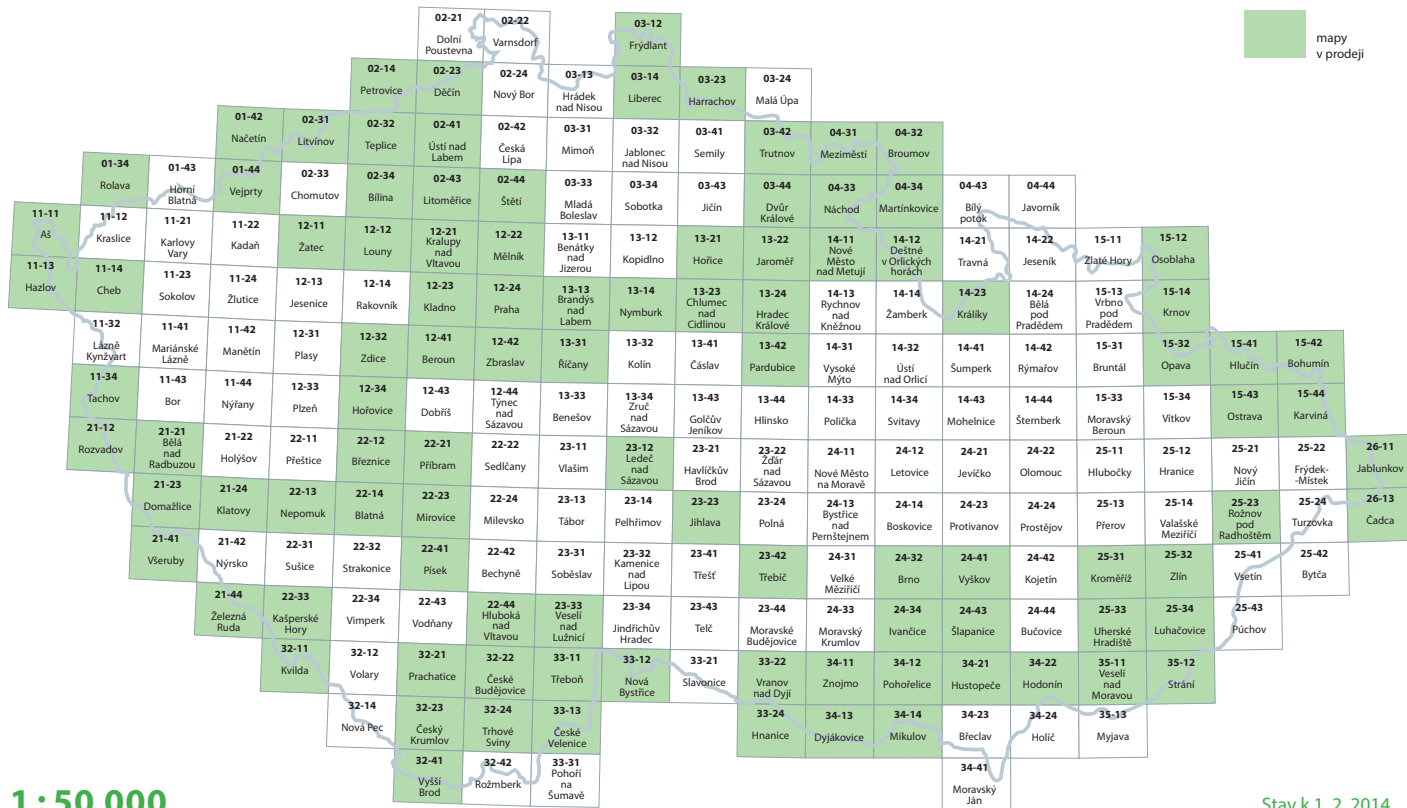 02-21
Dolní
Poustevna
02-22
Varnsdorf
03-12
Frýdlant
mapy
v prodeji
02-14
Petrovice
02-23
Děčín
02-24
Nový Bor
03-13
Hrádek
nad Nisou
03-14
Liberec
03-23
Harrachov
03-24
Malá Úpa
01-42
Načetín
02-31
Litvínov
02-32
Teplice
02-41
Ústí nad
Labem
02-42
Česká
Lípa
03-31
Mimoň
03-32
Jablonec
nad Nisou
03-41
Semily
03-42
Trutnov
04-31
Meziměstí
04-32
Broumov
01-34
Rolava
01-43
Horní
Blatná
01-44
Vejprty
02-33
Chomutov
02-34
Bílina
02-43
Litoměřice
02-44
Štětí
03-33
Mladá
Boleslav
03-34
Sobotka
03-43
Jičín
03-44
Dvůr
Králové
04-33
Náchod
04-34
Martínkovice
04-43
Bílý
potok
04-44
Javorník
11-11
Aš
11-12
Kraslice
11-21
Karlovy
Vary
11-22
Kadaň
12-11
Žatec
12-12
Louny
12-21
Kralupy
nad
Vltavou
12-22
Mělník
13-11
Benátky
nad
Jizerou
13-12
Kopidlno
13-21
Hořice
13-22
Jaroměř
14-11
Nové
Město
nad Metují
14-12
Deštné
v Orlických
horách
14-21
Travná
14-22
Jeseník
15-11
Zlaté Hory
15-12
Osoblaha
11-13
Hazlov
11-14
Cheb
11-23
Sokolov
11-24
Žlutice
12-13
Jesenice
12-14
Rakovník
12-23
Kladno
12-24
Praha
13-13
Brandýs
nad
Labem
13-14
Nymburk
13-23
Chlumec
nad
Cidlinou
13-24
Hradec
Králové
14-13
Rychnov
nad
Kněžnou
14-14
Žamberk
14-23
Králíky
14-24
Bělá
pod
Pradědem
15-13
Vrbno
pod
Pradědem
15-14
Krnov
11-32
Lázně
Kynžvart
11-41
Mariánské
Lázně
11-42
Manětín
12-31
Plasy
12-32
Zdice
12-41
Beroun
12-42
Zbraslav
13-31
Říčany
13-32
Kolín
13-41
Čáslav
13-42
Pardubice
14-31
Vysoké
Mýto
14-32
Ústí
nad Orlicí
14-41
Šumperk
14-42
Rýmařov
15-31
Bruntál
15-32
Opava
15-41
Hlučín
15-42
Bohumín
11-34
Tachov
11-43
Bor
11-44
Nýřany
12-33
Plzeň
12-34
Hořovice
12-43
Dobříš
12-44
Týnec
nad
Sázavou
13-33
Benešov
13-34
Zruč
nad
Sázavou
13-43
Golčův
Jeníkov
13-44
Hlinsko
14-33
Polička
14-34
Svitavy
14-43
Mohelnice
14-44
Šternberk
15-33
Moravský
Beroun
15-34
Vítkov
15-43
Ostrava
15-44
Karviná
21-12
Rozvadov
21-21
Bělá
nad
Radbuzou
21-22
Holýšov
22-11
Přeštice
22-12
Březnice
22-21
Příbram
22-22
Sedlčany
23-11
Vlašim
23-12
Ledeč
nad
Sázavou
23-21
Havlíčkův
Brod
23-22
Žďár
nad
Sázavou
24-11
Nové Město
na Moravě
24-12
Letovice
24-21
Jevíčko
24-22
Olomouc
25-11
Hlubočky
25-12
Hranice
25-21
Nový
Jičín
25-22
Frýdek-
-Místek
26-11
Jablunkov
21-23
Domažlice
21-24
Klatovy
22-13
Nepomuk
22-14
Blatná
22-23
Mirovice
22-24
Milevsko
23-13
Tábor
23-14
Pelhřimov
23-23
Jihlava
23-24
Polná
24-13
Bystřice
nad
Pernštejnem
24-14
Boskovice
24-23
Protivanov
24-24
Prostějov
25-13
Přerov
25-14
Valašské
Meziříčí
25-23
Rožnov
pod
Radhoštěm
25-24
Turzovka
26-13
Čadca
21-41
Všeruby
21-42
Nýrsko
22-31
Sušice
22-32
Strakonice
22-41
Písek
22-42
Bechyně
23-31
Soběslav
23-32
Kamenice
nad
Lipou
23-41
Třešť
23-42
Třebíč
24-31
Velké
Meziříčí
24-32
Brno
24-41
Vyškov
24-42
Kojetín
25-31
Kroměříž
25-32
Zlín
25-41
Vsetín
25-42
Bytča
21-44
Železná
Ruda
22-33
Kašperské
Hory
22-34
Vimperk
22-43
Vodňany
22-44
Hluboká
nad
Vltavou
23-33
Veselí
nad
Lužnicí
23-34
Jindřichův
Hradec
23-43
Telč
23-44
Moravské
Budějovice
24-33
Moravský
Krumlov
24-34
Ivančice
24-43
Šlapanice
24-44
Bučovice
25-33
Uherské
Hradiště
25-34
Luhačovice
25-43
Púchov
32-11
Kvilda
32-12
Volary
32-21
Prachatice
32-22
České
Budějovice
33-11
Třeboň
33-12
Nová
Bystřice
33-21
Slavonice
33-22
Vranov
nad Dyjí
34-11
Znojmo
34-12
Pohořelice
34-21
Hustopeče
34-22
Hodonín
35-11
Veselí
nad
Moravou
35-12
Strání
32-14
Nová Pec
32-23
Český
Krumlov
32-24
Trhové
Sviny
33-13
České
Velenice
33-24
Hnanice
34-13
Dyjákovice
34-14
Mikulov
34-23
Břeclav
34-24
Holíč
35-13
Myjava
32-41
Vyšší
Brod
32-42
Rožmberk
33-31
Pohoří
na
Šumavě
34-41
Moravský
Ján
1 : 50 000
Stav k 1. 2. 2014